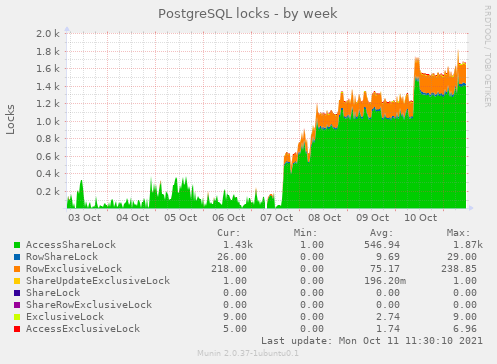 PostgreSQL locks - by week
RRDTOOL / TOBI OETIKER
Locks
2.0 k
1.8 k
1.6 k
1.4 k
1.2 k
1.0 k
0.8 k
0.6 k
0.4 k
0.2 k
03 Oct 04 Oct 05 Oct 06 Oct 07 Oct 08 Oct 09 Oct 10 Oct
Cur: Min: Avg: Max:
AccessShareLock 1.43k 1.00 546.94 1.87k
RowShareLock 26.00 0.00 9.69 29.00
RowExclusiveLock 218.00 0.00 75.17 238.85
ShareUpdateExclusiveLock 1.00 0.00 196.20m 1.00
ShareLock 0.00 0.00 0.00 0.00
ShareRowExclusiveLock 0.00 0.00 0.00 0.00
ExclusiveLock 9.00 0.00 2.74 9.00
AccessExclusiveLock 5.00 0.00 1.74 6.96
Last update: Mon Oct 11 11:30:10 2021
Munin 2.0.37-1ubuntu0.1